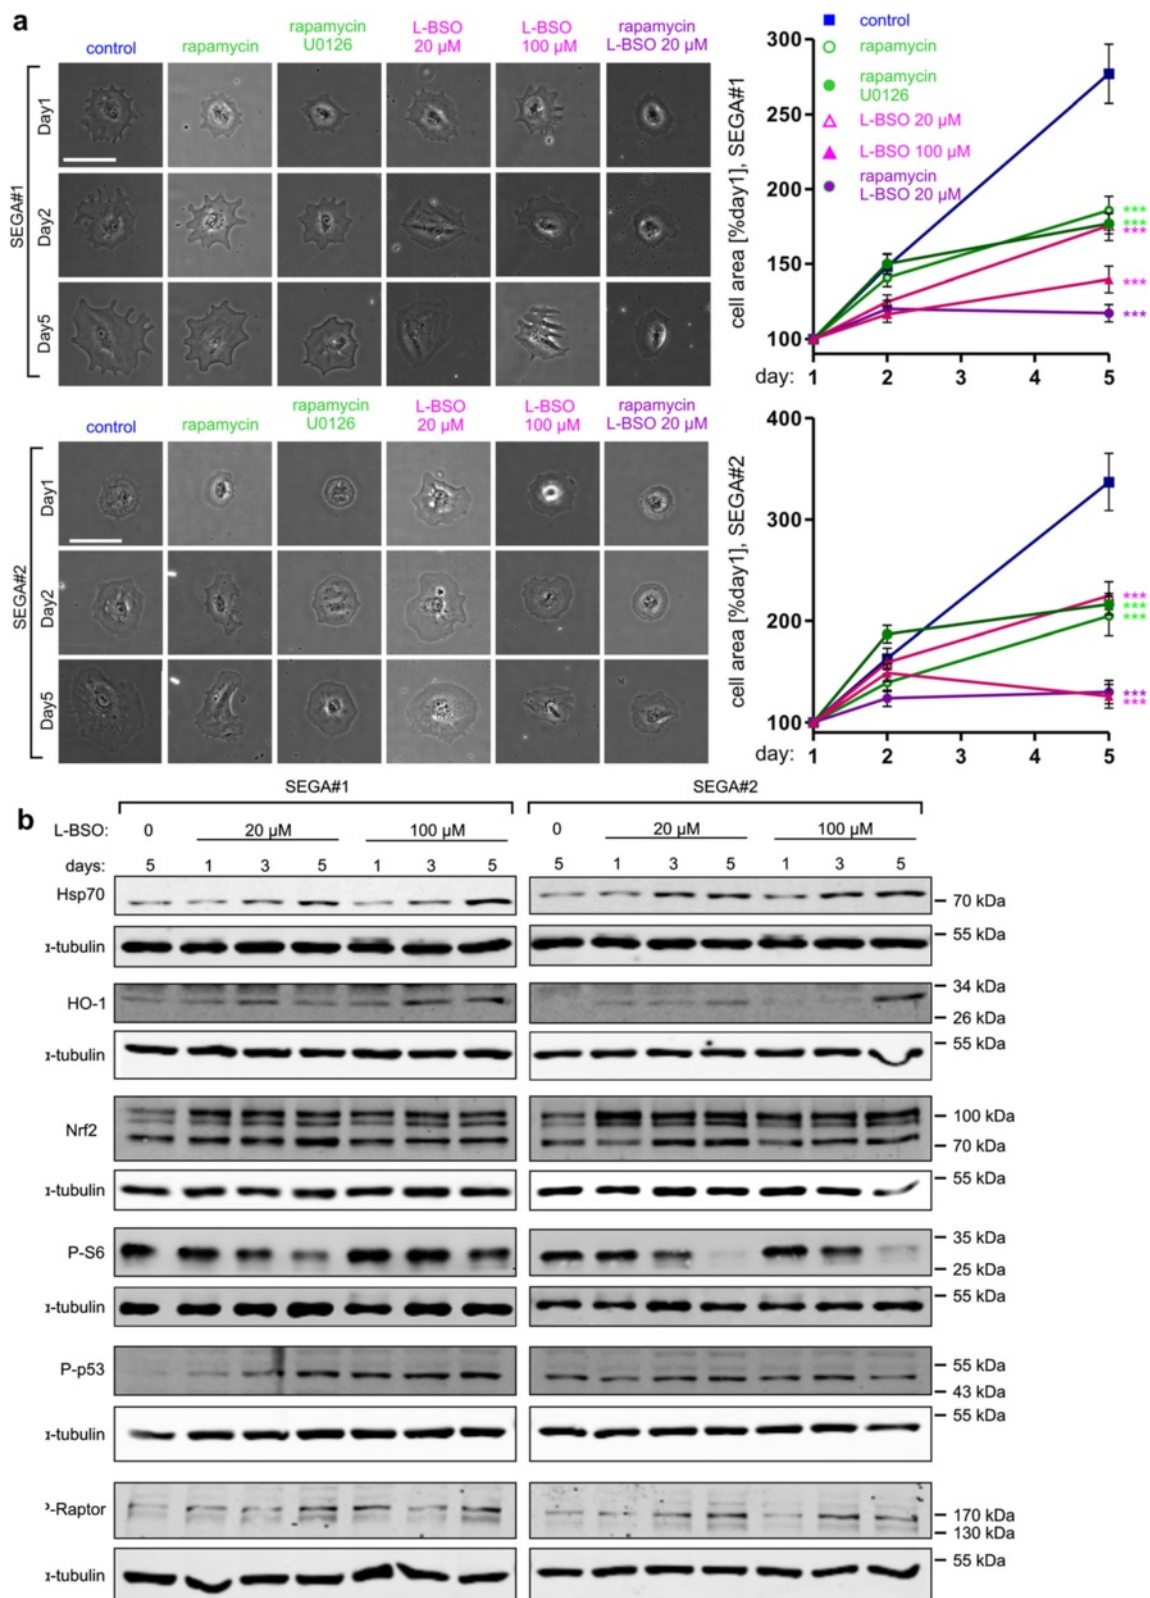 a
control
rapamycin
rapamycin
U0126
L-BSO
20 µM
L-BSO
100 µM
rapamycin
L-BSO 20 µM
SEGA#1
Day1
Day2
Day5
control
rapamycin
rapamycin
U0126
L-BSO
20 µM
L-BSO
100 µM
rapamycin
L-BSO 20 µM
SEGA#2
Day1
Day2
Day5
control
rapamycin
rapamycin
U0126
L-BSO 20 µM
L-BSO 100 µM
rapamycin
L-BSO 20 µM
cell area [%day1], SEGA#1
300
250
200
150
100
***
***
***
***
***
day: 1 2 3 4 5
cell area [%day1], SEGA#2
400
300
200
100
***
***
***
***
***
day: 1 2 3 4 5
b
SEGA#1 SEGA#2
L-BSO: 0 20 µM 100 µM 0 20 µM 100 µM
days: 5 1 3 5 1 3 5 5 1 3 5 1 3 5
Hsp70 70 kDa
α-tubulin 55 kDa
HO-1 34 kDa
26 kDa
α-tubulin 55 kDa
Nrf2 100 kDa
70 kDa
α-tubulin 55 kDa
P-S6 35 kDa
25 kDa
α-tubulin 55 kDa
P-p53 55 kDa
43 kDa
α-tubulin 55 kDa
P-Raptor 170 kDa
130 kDa
α-tubulin 55 kDa